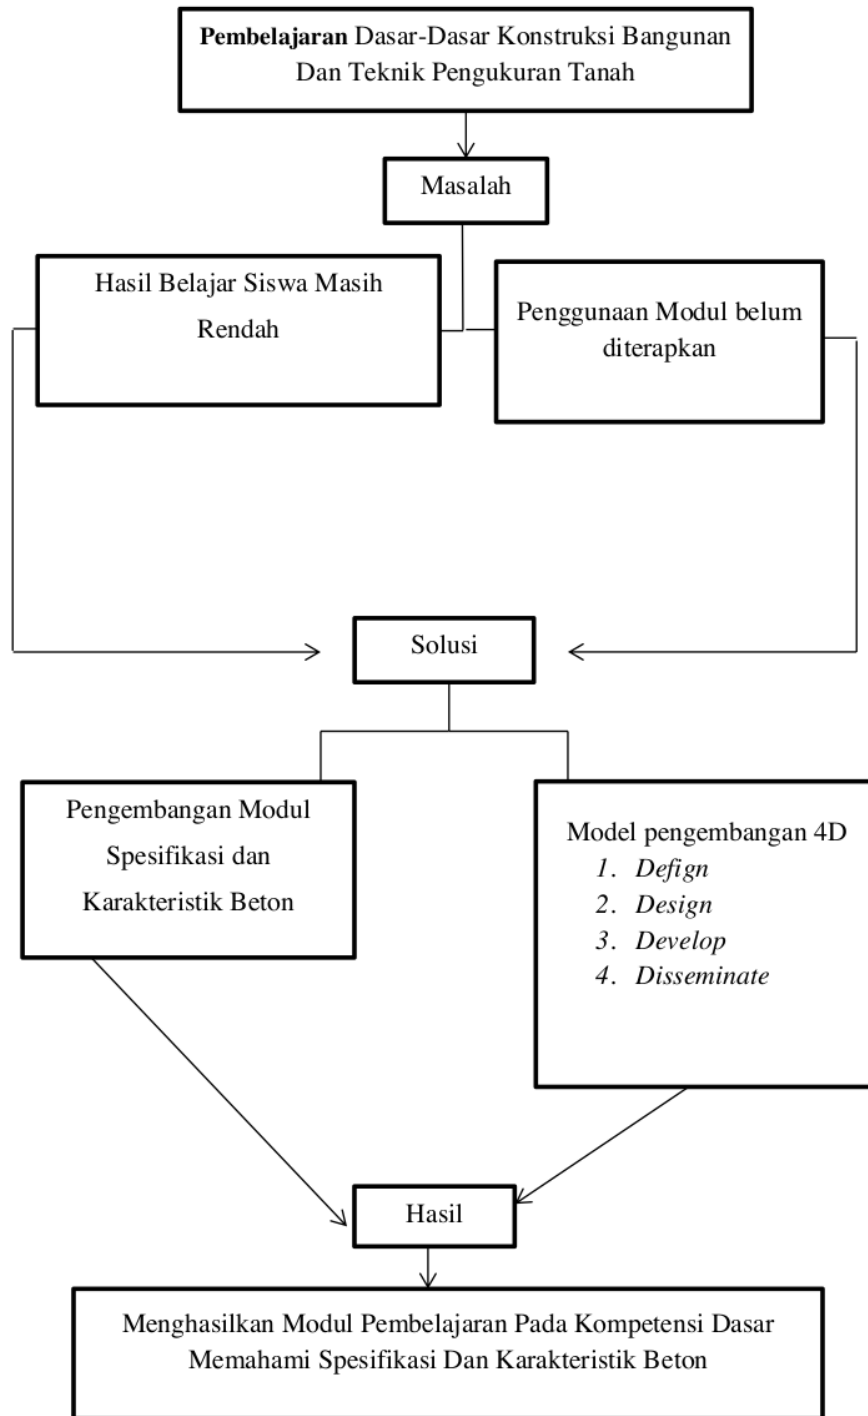 Pembelajaran Dasar-Dasar Konstruksi Bangunan
Dan Teknik Pengukuran Tanah
Masalah
Hasil Belajar Siswa Masih
Rendah
Penggunaan Modul belum
diterapkan
Solusi
Pengembangan Modul
Spesifikasi dan
Karakteristik Beton
Model pengembangan 4D
1. Defign
2. Design
3. Develop
4. Disseminate
Hasil
Menghasilkan Modul Pembelajaran Pada Kompetensi Dasar
Memahami Spesifikasi Dan Karakteristik Beton